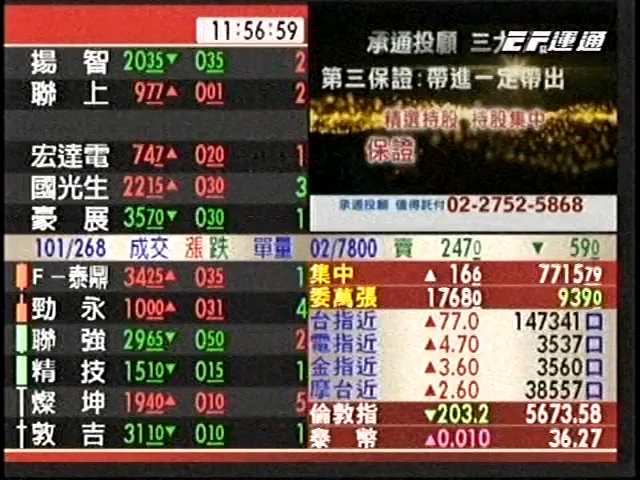 11:56:59
揚智 2035▼ 035 2
聯上 977▲ 001 2
宏達電 747▲ 020 1
國光生 2215▲ 030 3
豪展 3570▼ 030 1
101/268 成交 漲跌 單量
F－泰鼎 3425▲ 035 1
勁永 1000▲ 031 4
聯強 2965▼ 050 2
精技 1510▼ 015 1
燦坤 1940▲ 010 5
敦吉 3110▼ 010 1
承通投顧 三大
運通
第三保證:帶進一定帶出
精選持股 持股集中
保證
承通投顧 值得託付 02-2752-5868
02/7800 賣 2470 ▼ 590
集中 ▲ 166 771579
委萬張 17680 9390
台指近 ▲77.0 147341口
電指近 ▲4.70 3537口
金指近 ▲3.60 3560口
摩台近 ▲2.60 38557口
倫敦指 ▼203.2 5673.58
泰幣 ▲0.010 36.27